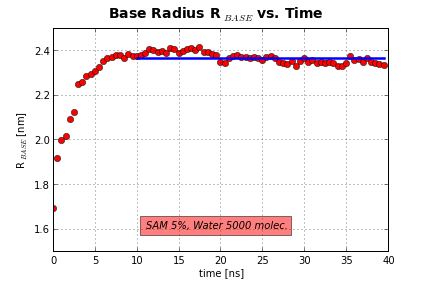 Base Radius R BASE vs. Time
R BASE [nm]
2.4
2.2
2.0
1.8
1.6
SAM 5%, Water 5000 molec.
0 5 10 15 20 25 30 35 40
time [ns]